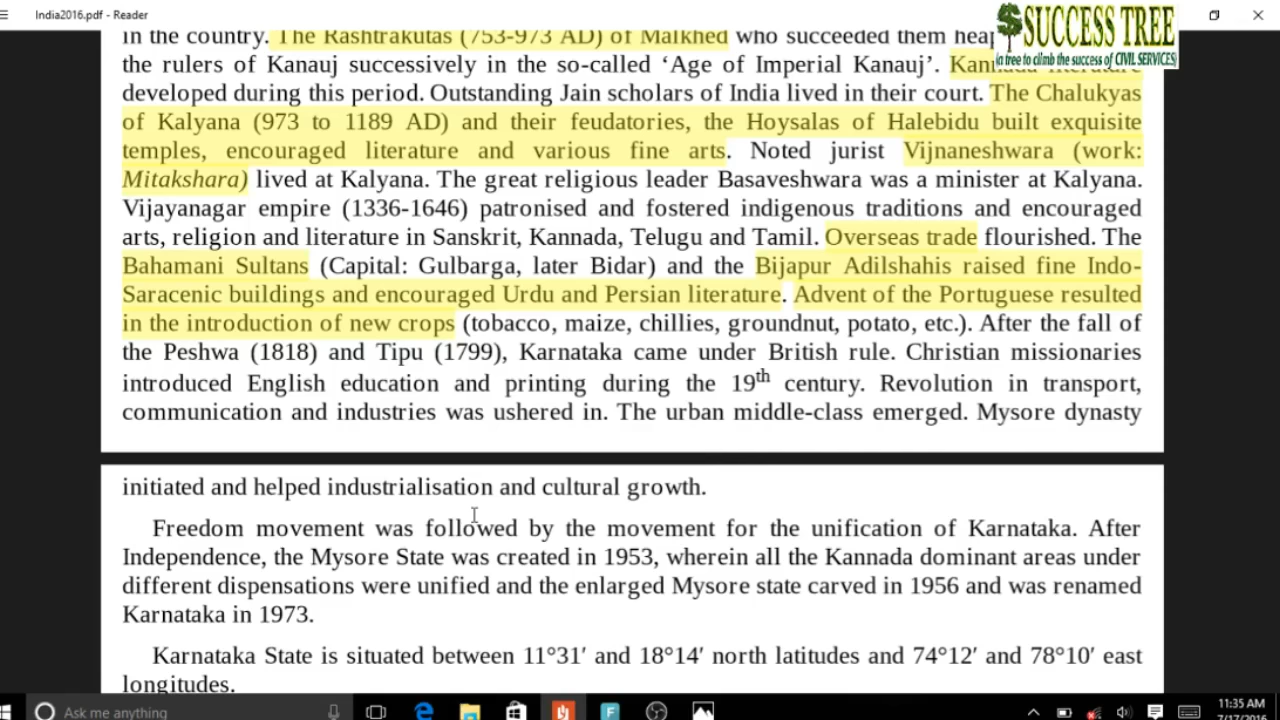 India2016.pdf - Reader
SUCCESS TREE
(a tree to climb the success of CIVIL SERVICES)
in the country. The Rashtrakutas (753-973 AD) of Malkhed who succeeded them
the rulers of Kannuj successively in the so-called ‘Age of Imperial Kanauj’. Kannada literature
developed during this period. Outstanding Jain scholars of India lived in their court. The Chalukyas
of Kalyana (973 to 1189 AD) and their feudatories, the Hoysalas of Halebidu built exquisite
temples, encouraged literature and various fine arts. Noted jurist Vijnaneshwara (work:
Mitakshara) lived at Kalyana. The great religious leader Basaveshwara was a minister at Kalyana.
Vijayanagar empire (1336-1646) patronised and fostered indigenous traditions and encouraged
arts, religion and literature in Sanskrit, Kannada, Telugu and Tamil. Overseas trade flourished. The
Bahamani Sultans (Capital: Gulbarga, later Bidar) and the Bijapur Adilshahis raised fine Indo-
Saracenic buildings and encouraged Urdu and Persian literature. Advent of the Portuguese resulted
in the introduction of new crops (tobacco, maize, chillies, groundnut, potato, etc.). After the fall of
the Peshwa (1818) and Tipu (1799), Karnataka came under British rule. Christian missionaries
introduced English education and printing during the 19th century. Revolution in transport,
communication and industries was ushered in. The urban middle-class emerged. Mysore dynasty
initiated and helped industrialisation and cultural growth.
Freedom movement was followed by the movement for the unification of Karnataka. After
Independence, the Mysore State was created in 1953, wherein all the Kannada dominant areas under
different dispensations were unified and the enlarged Mysore state carved in 1956 and was renamed
Karnataka in 1973.
Karnataka State is situated between 11°31′ and 18°14′ north latitudes and 74°12′ and 78°10′ east
longitudes.
Ask me anything
11:35 AM
7/17/2016